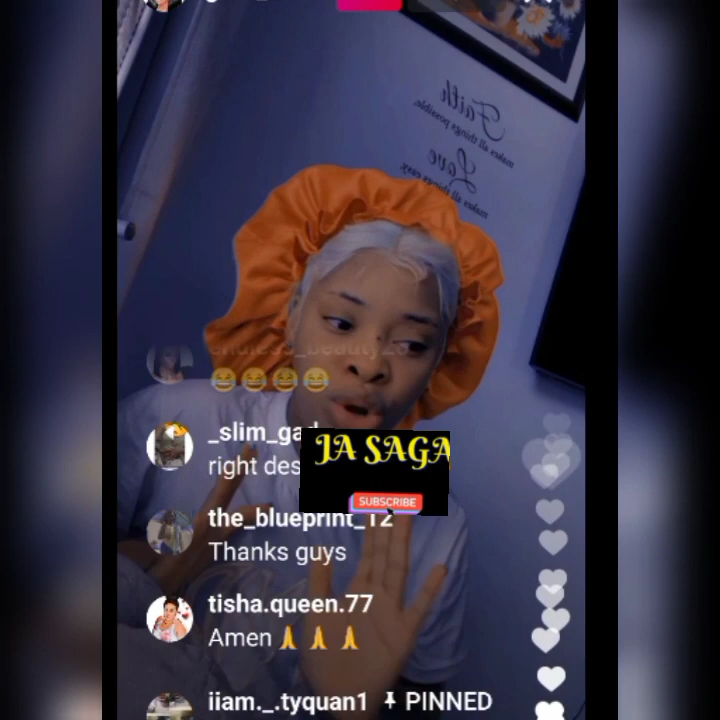 Faith
makes all things possible.
Love
makes all things easy.
endless_beauty20
😂😂😂😂
_slim_ga
right des
JA SAGA
SUBSCRIBE
the_blueprint_12
Thanks guys
tisha.queen.77
Amen 🙏 🙏 🙏
iiam._.tyquan1 📌 PINNED